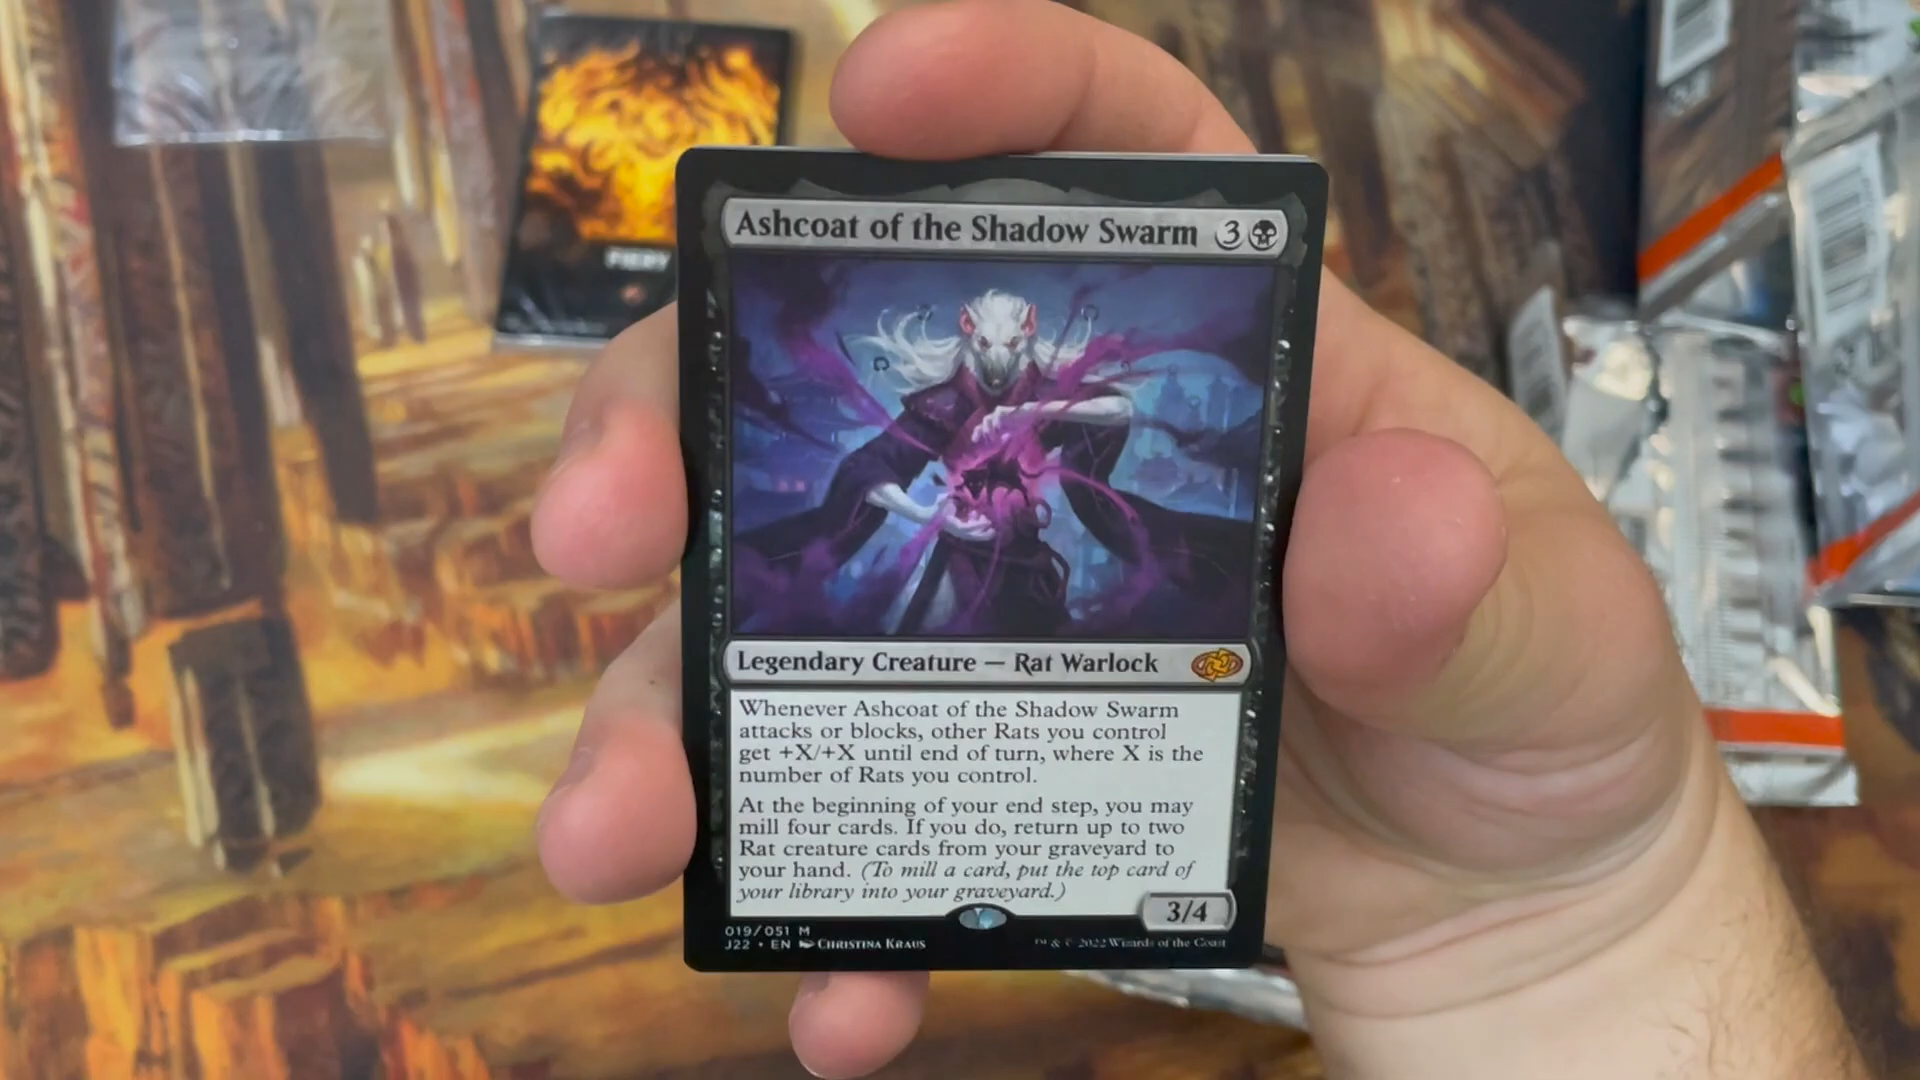 FIERY
Ashcoat of the Shadow Swarm 3
Legendary Creature — Rat Warlock
Whenever Ashcoat of the Shadow Swarm
attacks or blocks, other Rats you control
get +X/+X until end of turn, where X is the
number of Rats you control.
At the beginning of your end step, you may
mill four cards. If you do, return up to two
Rat creature cards from your graveyard to
your hand. (To mill a card, put the top card of
your library into your graveyard.)
3/4
019/051 M
J22 • EN Christina Kraus
™ & © 2022 Wizards of the Coast